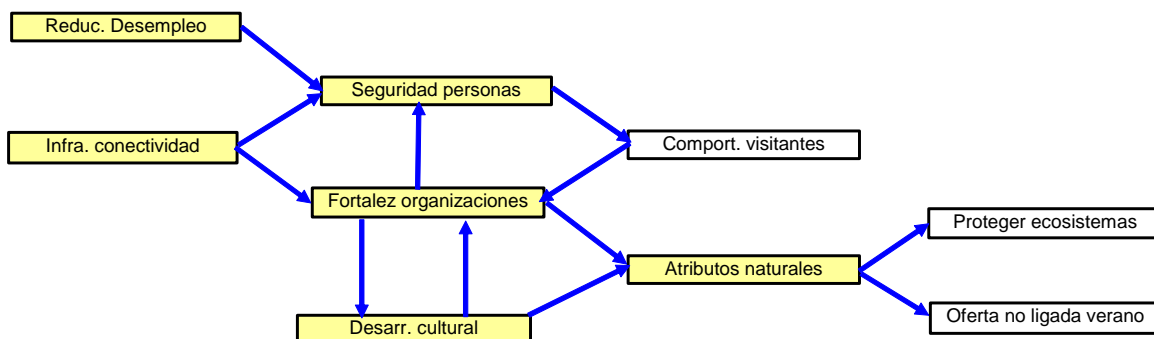 Reduc. Desempleo
Seguridad personas
Infra. conectividad
Comport. visitantes
Fortalez organizaciones
Proteger ecosistemas
Atributos naturales
Oferta no ligada verano
Desarr. cultural